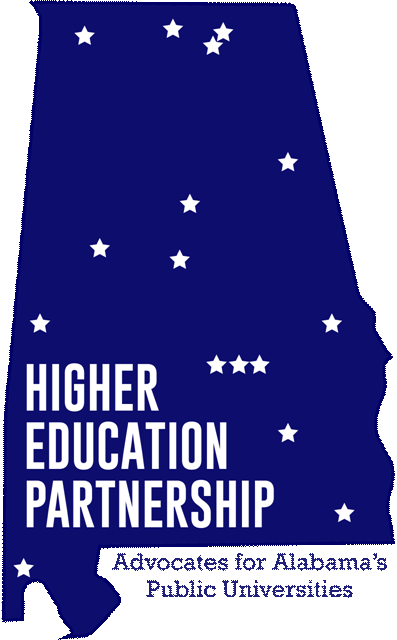 HIGHER
EDUCATION
PARTNERSHIP
Advocates for Alabama's
Public Universities